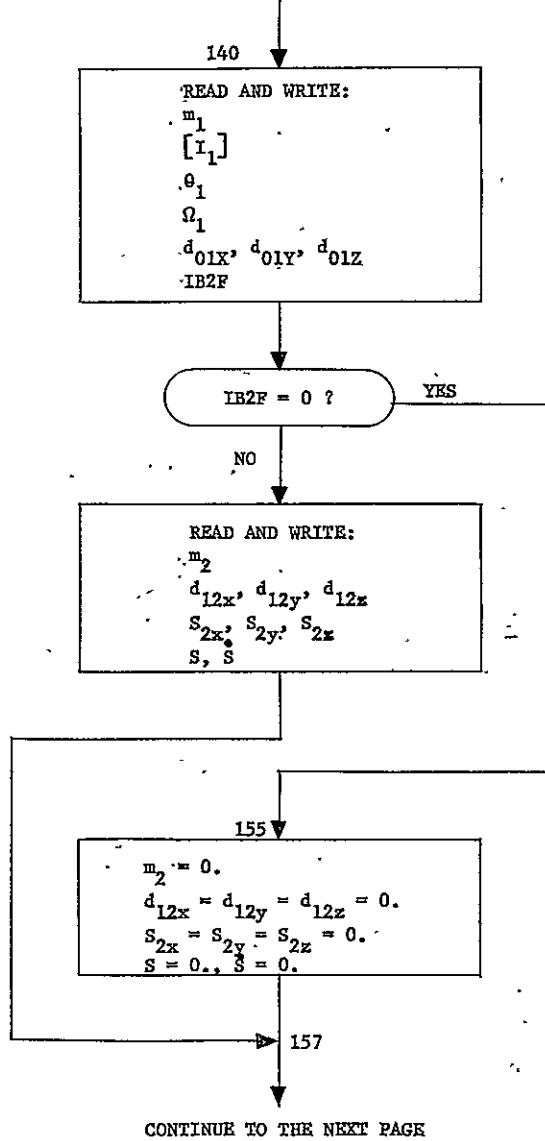 140
READ AND WRITE:
m₁
[I₁]
θ₁
Ω₁
d₀₁X, d₀₁Y, d₀₁Z
IB2F
IB2F = 0 ?
YES
NO
READ AND WRITE:
m₂
d₁₂x, d₁₂y, d₁₂z
S₂x, S₂y, S₂z
S, Ṡ
155
m₂ = 0.
d₁₂x = d₁₂y = d₁₂z = 0.
S₂x = S₂y = S₂z = 0.
S = 0., Ṡ = 0.
157
CONTINUE TO THE NEXT PAGE